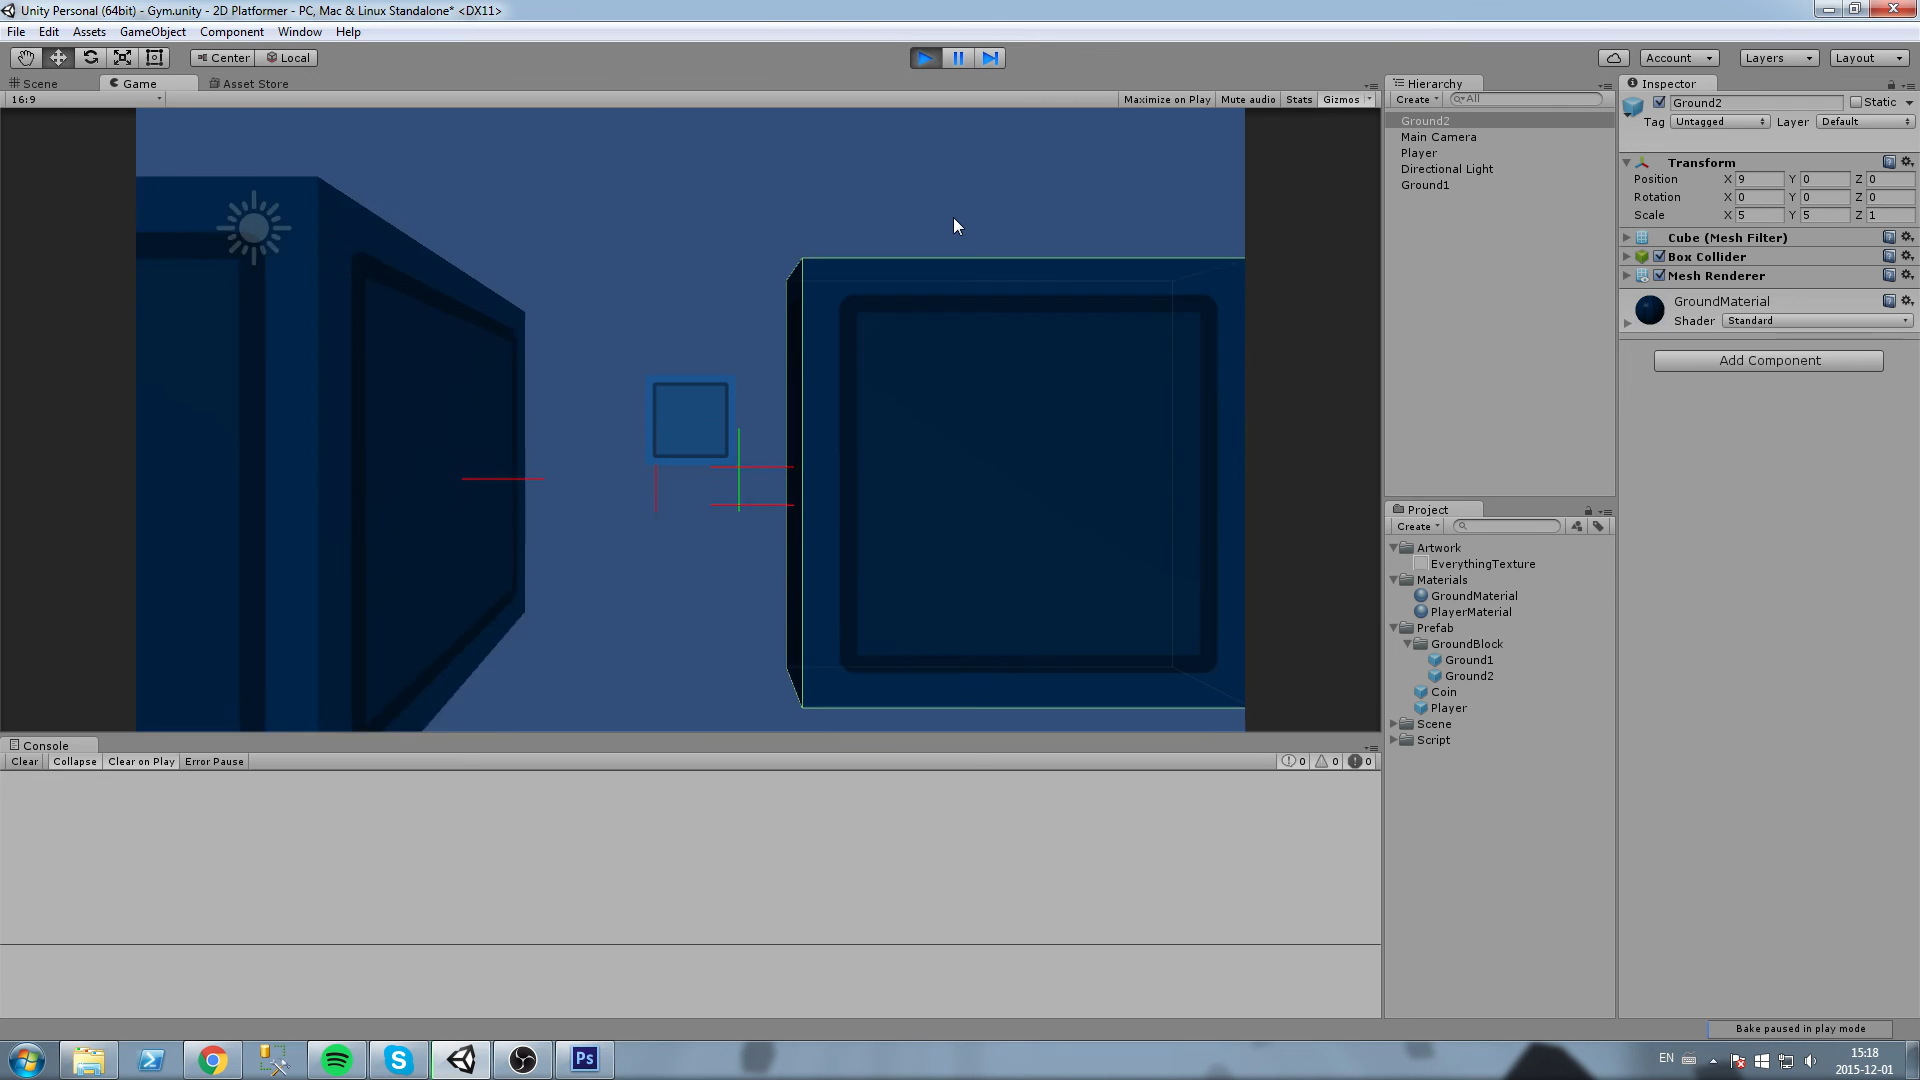 Unity Personal (64bit) - Gym.unity - 2D Platformer - PC, Mac & Linux Standalone* <DX11>
File Edit Assets GameObject Component Window Help
Center Local Account Layers Layout
Scene Game Asset Store
16:9 Maximize on Play Mute audio Stats Gizmos
Hierarchy
Create All
Ground2
Main Camera
Player
Directional Light
Ground1
Inspector
Ground2 Static
Tag Untagged Layer Default
Transform
Position X 9 Y 0 Z 0
Rotation X 0 Y 0 Z 0
Scale X 5 Y 5 Z 1
Cube (Mesh Filter)
Box Collider
Mesh Renderer
GroundMaterial
Shader Standard
Add Component
Project
Create
Artwork
EverythingTexture
Materials
GroundMaterial
PlayerMaterial
Prefab
GroundBlock
Ground1
Ground2
Coin
Player
Scene
Script
Console
Clear Collapse Clear on Play Error Pause 0 0 0
Bake paused in play mode
Ps
EN
15:18
2015-12-01